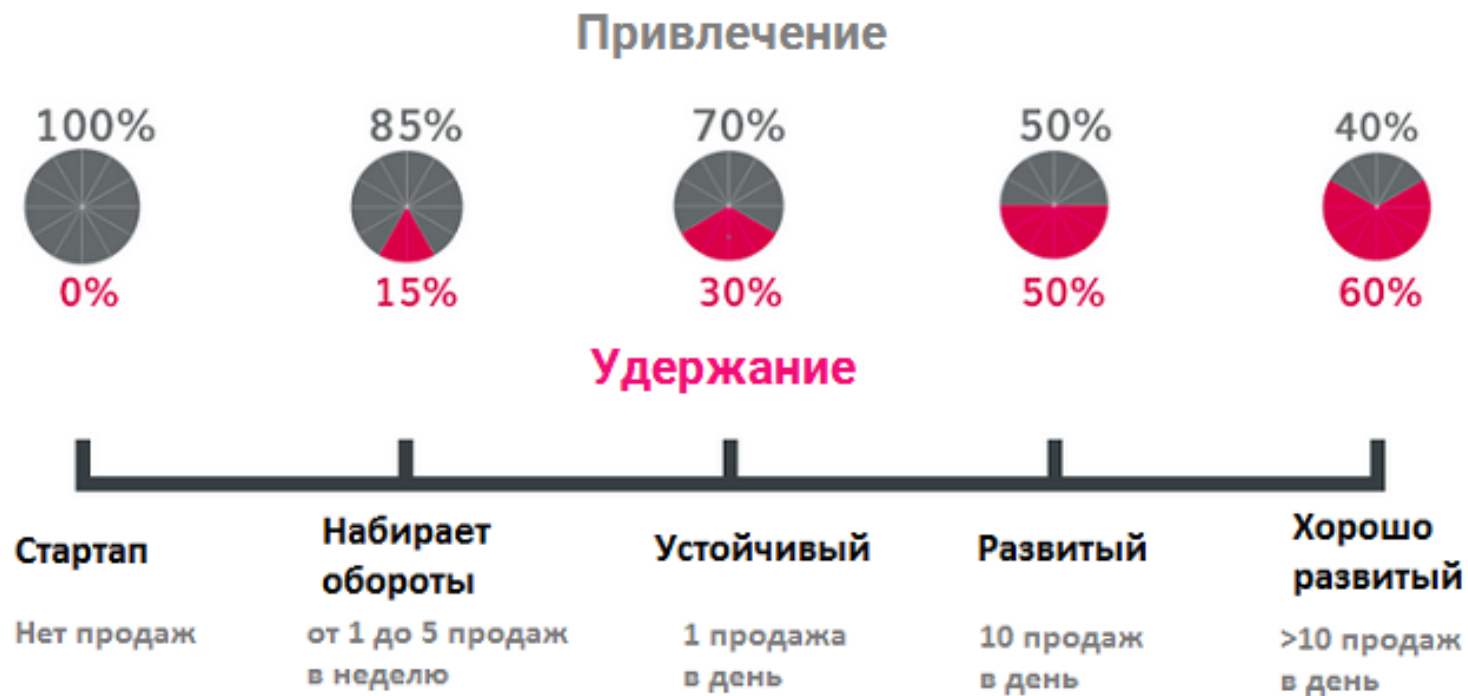 Привлечение
100% 85% 70% 50% 40%
0% 15% 30% 50% 60%
Удержание
Стартап
Набирает
обороты
Устойчивый
Развитый
Хорошо
развитый
Нет продаж
от 1 до 5 продаж
в неделю
1 продажа
в день
10 продаж
в день
>10 продаж
в день